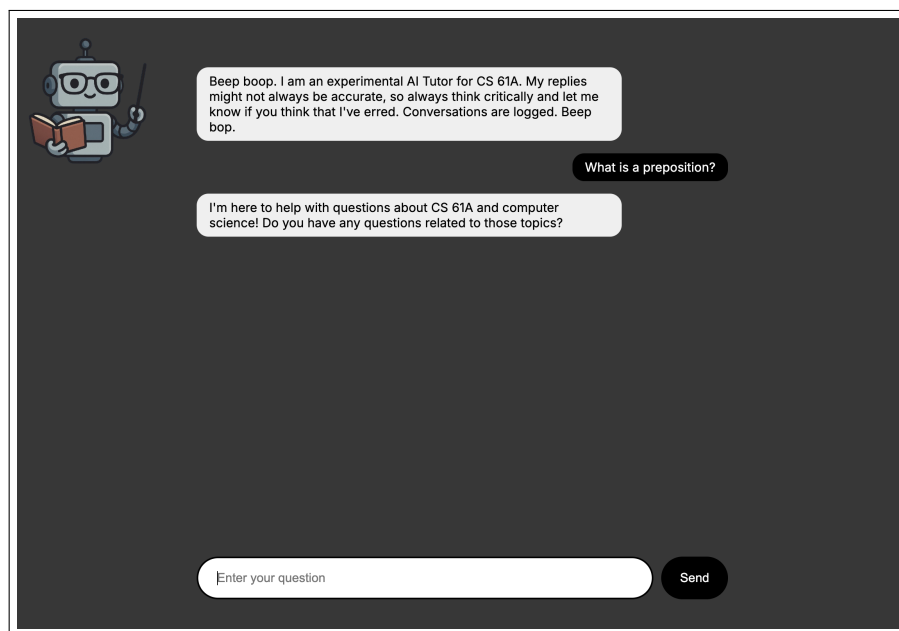 Beep boop. I am an experimental AI Tutor for CS 61A. My replies
might not always be accurate, so always think critically and let me
know if you think that I've erred. Conversations are logged. Beep
bop.
What is a preposition?
I'm here to help with questions about CS 61A and computer
science! Do you have any questions related to those topics?
Enter your question
Send